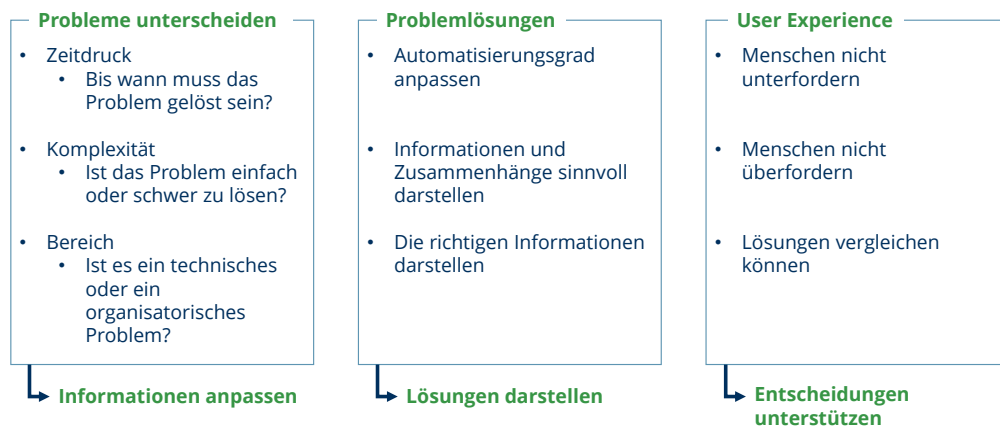 Probleme unterscheiden
• Zeitdruck
• Bis wann muss das
Problem gelöst sein?
• Komplexität
• Ist das Problem einfach
oder schwer zu lösen?
• Bereich
• Ist es ein technisches
oder ein
organisatorisches
Problem?
Informationen anpassen
Problemlösungen
• Automatisierungsgrad
anpassen
• Informationen und
Zusammenhänge sinnvoll
darstellen
• Die richtigen Informationen
darstellen
Lösungen darstellen
User Experience
• Menschen nicht
unterfordern
• Menschen nicht
überfordern
• Lösungen vergleichen
können
Entscheidungen
unterstützen